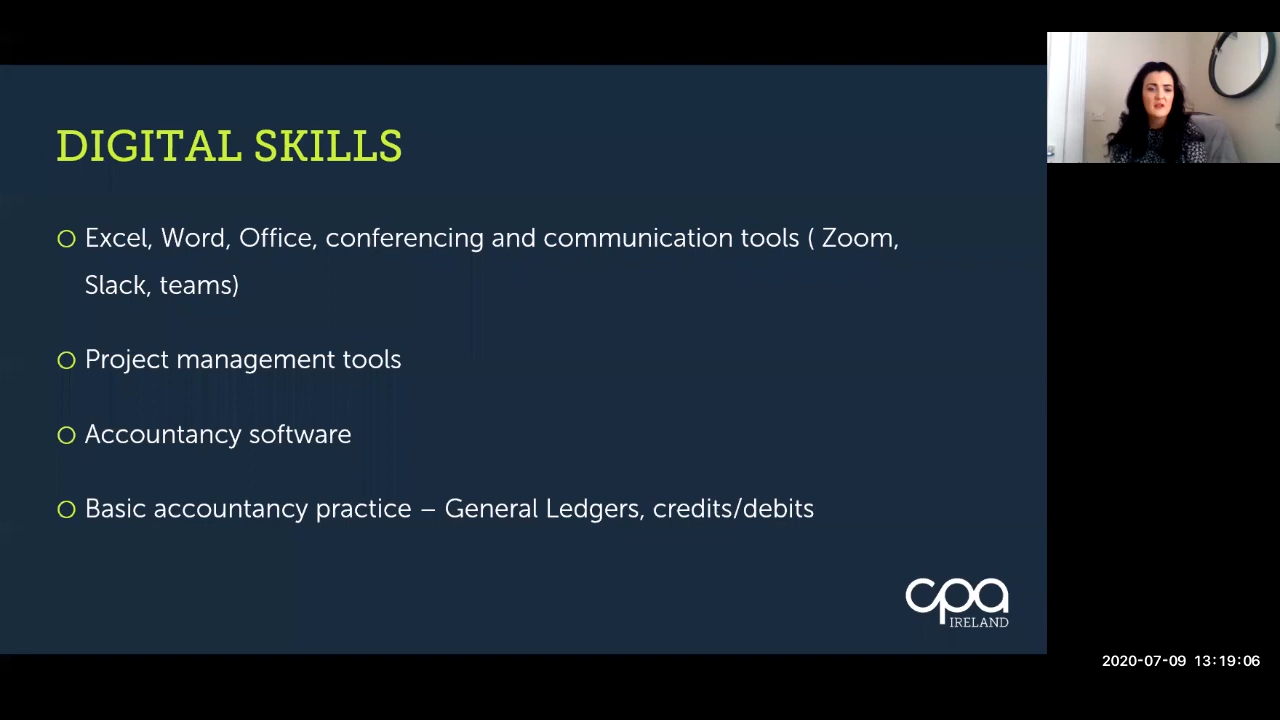 DIGITAL SKILLS
Excel, Word, Office, conferencing and communication tools ( Zoom,
Slack, teams)
Project management tools
Accountancy software
Basic accountancy practice – General Ledgers, credits/debits
cpa
IRELAND
2020-07-09 13:19:06